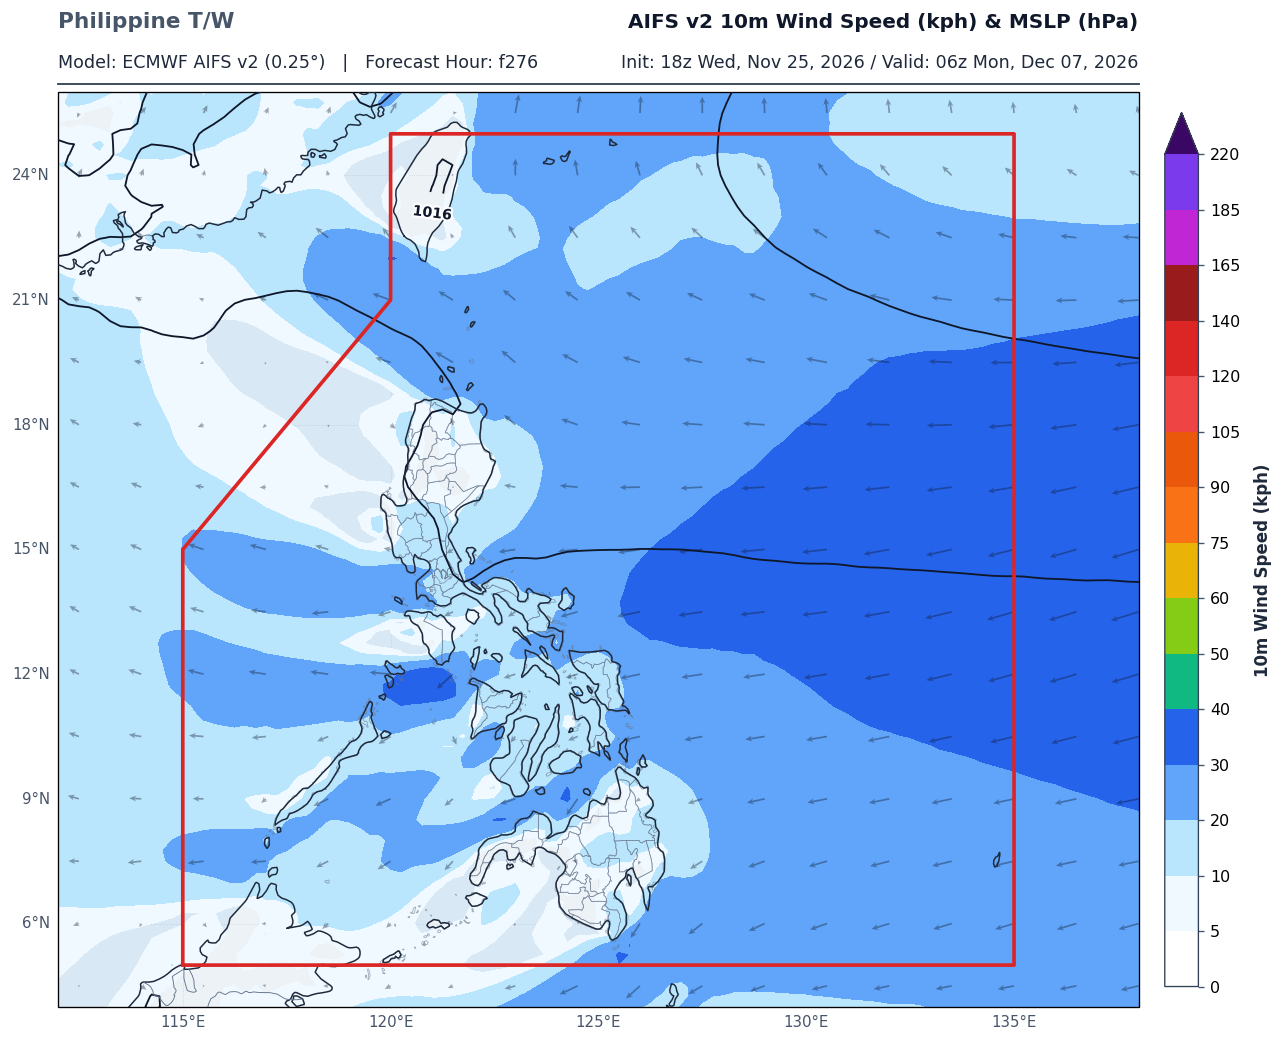 Philippine T/W
AIFS v2 10m Wind Speed (kph) & MSLP (hPa)
Model: ECMWF AIFS v2 (0.25°) | Forecast Hour: f276
Init: 18z Wed, Nov 25, 2026 / Valid: 06z Mon, Dec 07, 2026
24°N
21°N
18°N
15°N
12°N
9°N
6°N
115°E
120°E
125°E
130°E
135°E
1016
220
185
165
140
120
105
90
75
60
50
40
30
20
10
5
0
10m Wind Speed (kph)